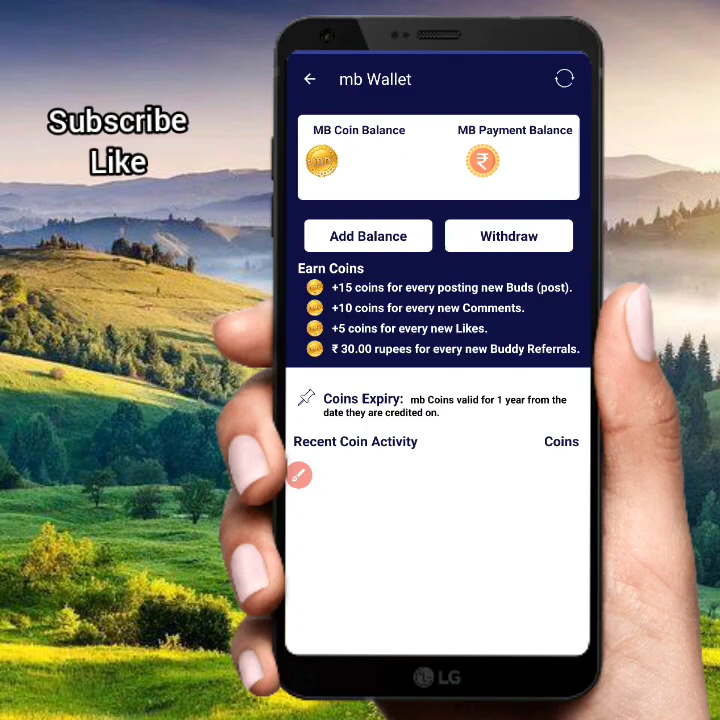 Subscribe
Like
mb Wallet
MB Coin Balance
MB Payment Balance
mb
₹
Add Balance
Withdraw
Earn Coins
+15 coins for every posting new Buds (post).
+10 coins for every new Comments.
+5 coins for every new Likes.
₹ 30.00 rupees for every new Buddy Referrals.
Coins Expiry: mb Coins valid for 1 year from the
date they are credited on.
Recent Coin Activity
Coins
LG